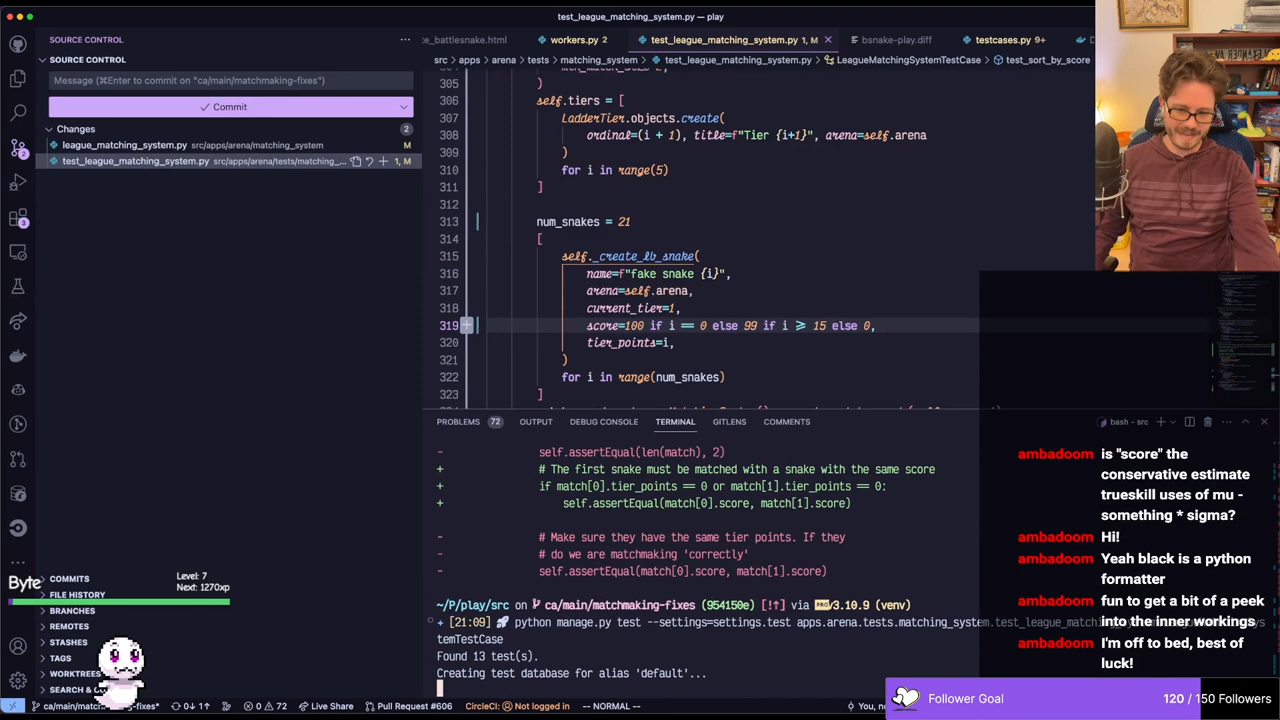 test_league_matching_system.py — play
SOURCE CONTROL
SOURCE CONTROL
Message (⌘Enter to commit on "ca/main/matchmaking-fixes")
Commit
Changes
2
league_matching_system.py src/apps/arena/matching_system M
test_league_matching_system.py src/apps/arena/tests/matching_... 1, M
3
COMMITS
FILE HISTORY
BRANCHES
REMOTES
STASHES
TAGS
WORKTREES
SEARCH &
Byte
Level: 7
Next: 1270xp
_battlesnake.html
workers.py 2
test_league_matching_system.py 1, M
bsnake-play.diff
testcases.py 9+
src > apps > arena > tests > matching_system > test_league_matching_system.py > LeagueMatchingSystemTestCase > test_sort_by_score
305 )
306 self.tiers = [
307 LadderTier.objects.create(
308 ordinal=(i + 1), title=f"Tier {i+1}", arena=self.arena
309 )
310 for i in range(5)
311 ]
312
313 num_snakes = 21
314 [
315 self._create_lb_snake(
316 name=f"fake snake {i}",
317 arena=self.arena,
318 current_tier=1,
319 score=100 if i == 0 else 99 if i >= 15 else 0,
320 tier_points=i,
321 )
322 for i in range(num_snakes)
323 ]
PROBLEMS 72 OUTPUT DEBUG CONSOLE TERMINAL GITLENS COMMENTS
bash - src
- self.assertEqual(len(match), 2)
+ # The first snake must be matched with a snake with the same score
+ if match[0].tier_points == 0 or match[1].tier_points == 0:
+ self.assertEqual(match[0].score, match[1].score)
- # Make sure they have the same tier points. If they
- # do we are matchmaking 'correctly'
- self.assertEqual(match[0].score, match[1].score)
~/P/play/src on ca/main/matchmaking-fixes (954150e) [!↑] via v3.10.9 (venv)
[21:09] python manage.py test --settings=settings.test apps.arena.tests.matching_system.test_league_matching_system.LeagueMatchingSys
temTestCase
Found 13 test(s).
Creating test database for alias 'default'...
ambadoom is "score" the
conservative estimate
trueskill uses of mu -
something * sigma?
ambadoom Hi!
ambadoom Yeah black is a python
formatter
ambadoom fun to get a bit of a peek
into the inner workings
ambadoom I'm off to bed, best of
luck!
Follower Goal
120 / 150 Followers
ca/main/matchmaking-fixes* 0↓ 1↑ 0 72 Live Share Pull Request #606 CircleCI: Not logged in -- NORMAL -- You,